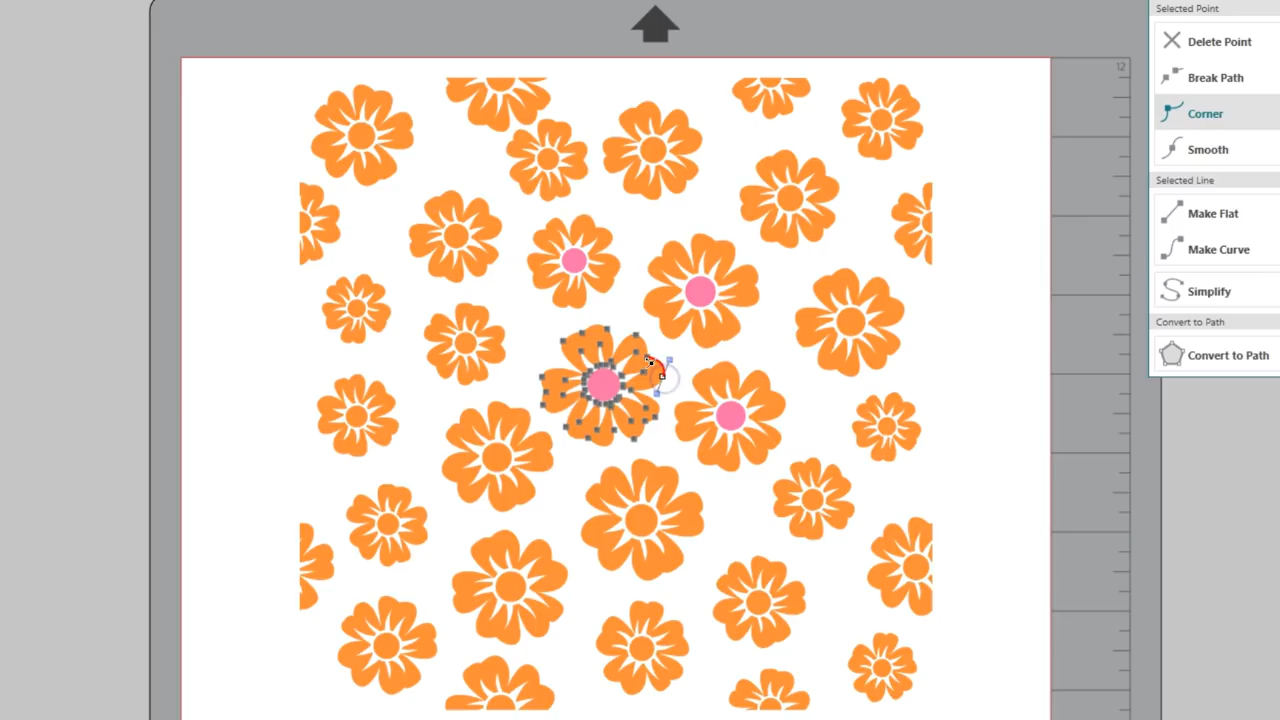 12
Selected Point
Delete Point
Break Path
Corner
Smooth
Selected Line
Make Flat
Make Curve
Simplify
Convert to Path
Convert to Path